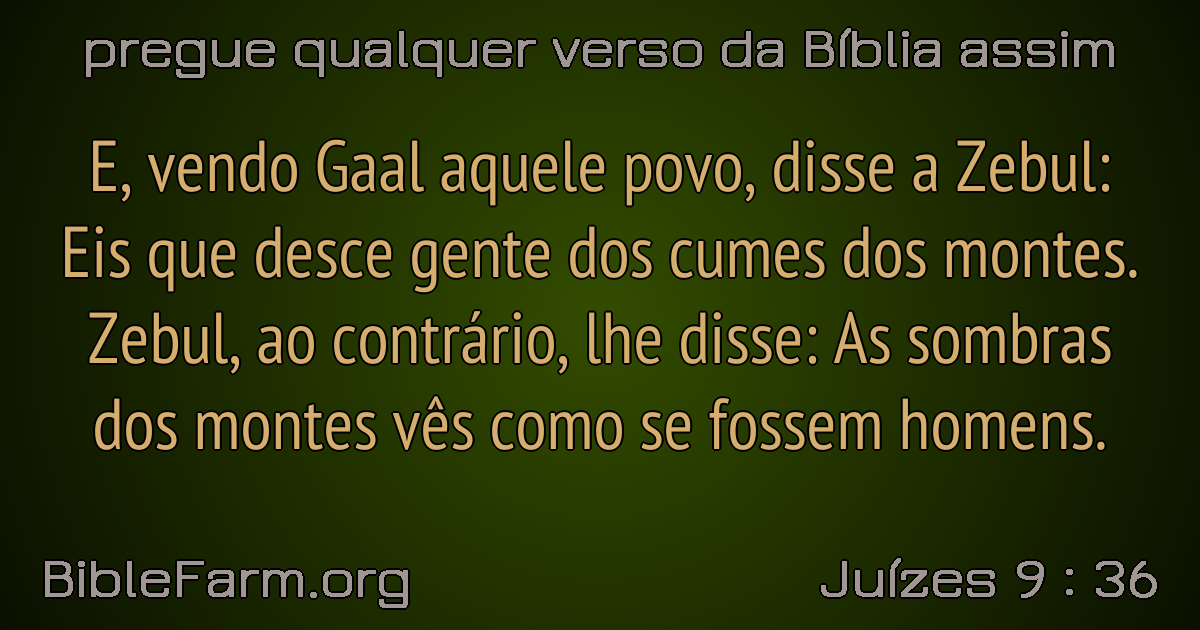 pregue qualquer verso da Bíblia assim
E, vendo Gaal aquele povo, disse a Zebul:
Eis que desce gente dos cumes dos montes.
Zebul, ao contrário, lhe disse: As sombras
dos montes vês como se fossem homens.
BibleFarm.org
Juízes 9 : 36